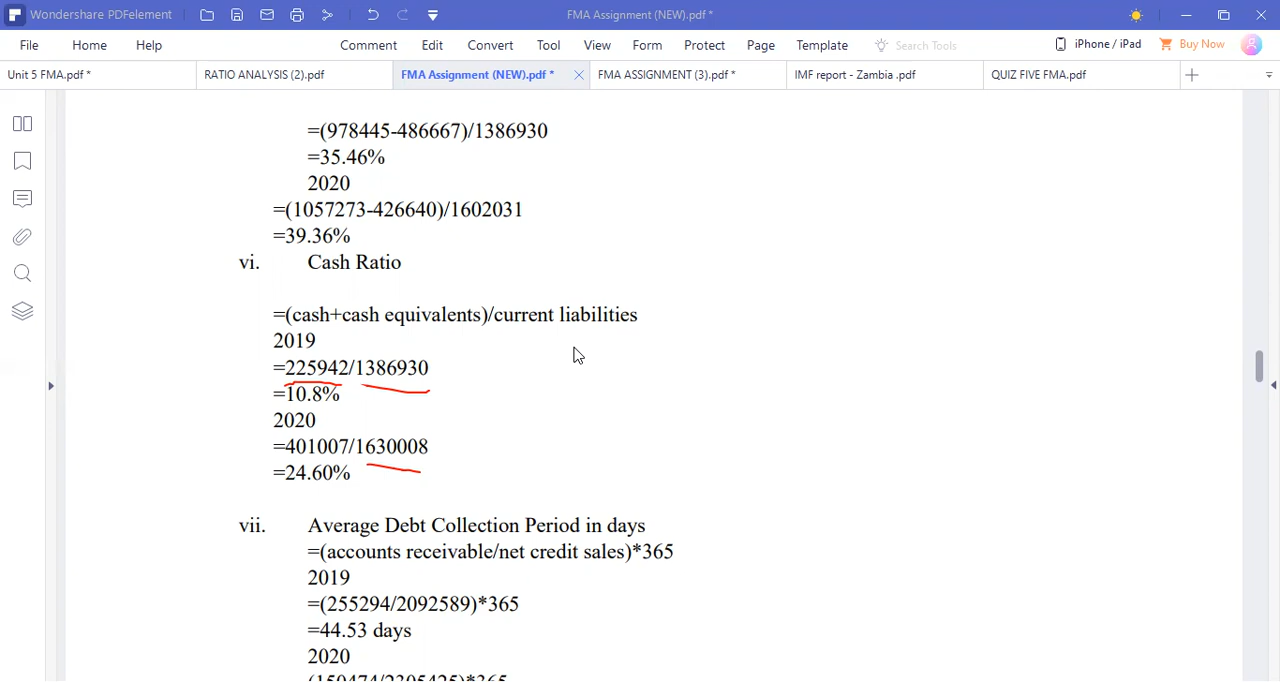 Wondershare PDFelement
FMA Assignment (NEW).pdf *
File Home Help Comment Edit Convert Tool View Form Protect Page Template Search Tools iPhone / iPad Buy Now
Unit 5 FMA.pdf * RATIO ANALYSIS (2).pdf FMA Assignment (NEW).pdf * FMA ASSIGNMENT (3).pdf * IMF report - Zambia .pdf QUIZ FIVE FMA.pdf
=(978445-486667)/1386930
=35.46%
2020
=(1057273-426640)/1602031
=39.36%
vi. Cash Ratio
=(cash+cash equivalents)/current liabilities
2019
=225942/1386930
=10.8%
2020
=401007/1630008
=24.60%
vii. Average Debt Collection Period in days
=(accounts receivable/net credit sales)*365
2019
=(255294/2092589)*365
=44.53 days
2020
(150474/2305425)*365